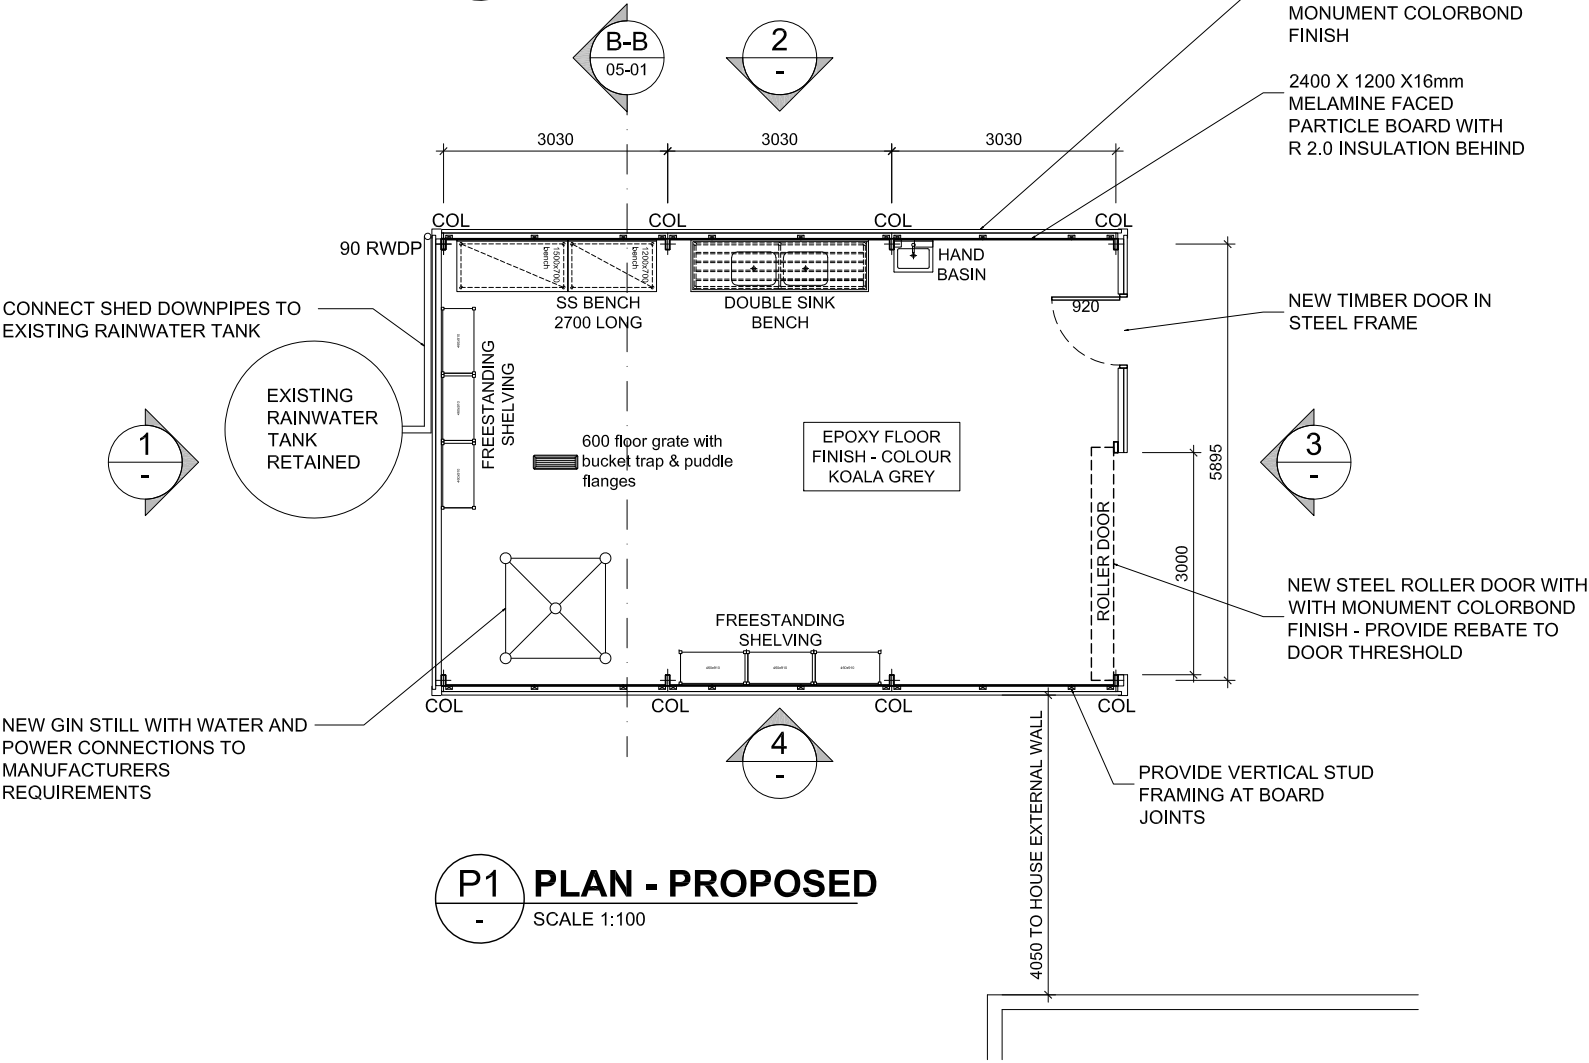 MONUMENT COLORBOND
FINISH
B-B
05-01
2
-
2400 X 1200 X16mm
MELAMINE FACED
PARTICLE BOARD WITH
R 2.0 INSULATION BEHIND
3030
3030
3030
COL
COL
COL
COL
90 RWDP
1500x700
bench
1200x700
bench
HAND
BASIN
SS BENCH
2700 LONG
DOUBLE SINK
BENCH
920
NEW TIMBER DOOR IN
STEEL FRAME
CONNECT SHED DOWNPIPES TO
EXISTING RAINWATER TANK
EXISTING
RAINWATER
TANK
RETAINED
FREESTANDING
SHELVING
1
-
600 floor grate with
bucket trap & puddle
flanges
EPOXY FLOOR
FINISH - COLOUR
KOALA GREY
3
-
5895
3000
ROLLER DOOR
NEW STEEL ROLLER DOOR WITH
WITH MONUMENT COLORBOND
FINISH - PROVIDE REBATE TO
DOOR THRESHOLD
FREESTANDING
SHELVING
COL
COL
COL
COL
NEW GIN STILL WITH WATER AND
POWER CONNECTIONS TO
MANUFACTURERS
REQUIREMENTS
4
-
4050 TO HOUSE EXTERNAL WALL
PROVIDE VERTICAL STUD
FRAMING AT BOARD
JOINTS
P1
-
PLAN - PROPOSED
SCALE 1:100